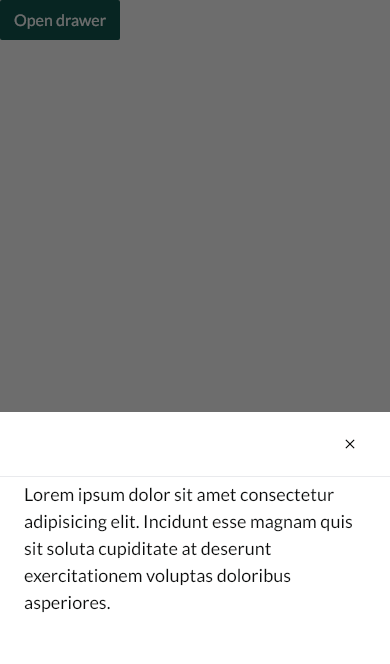 Open drawer
Lorem ipsum dolor sit amet consectetur
adipisicing elit. Incidunt esse magnam quis
sit soluta cupiditate at deserunt
exercitationem voluptas doloribus
asperiores.